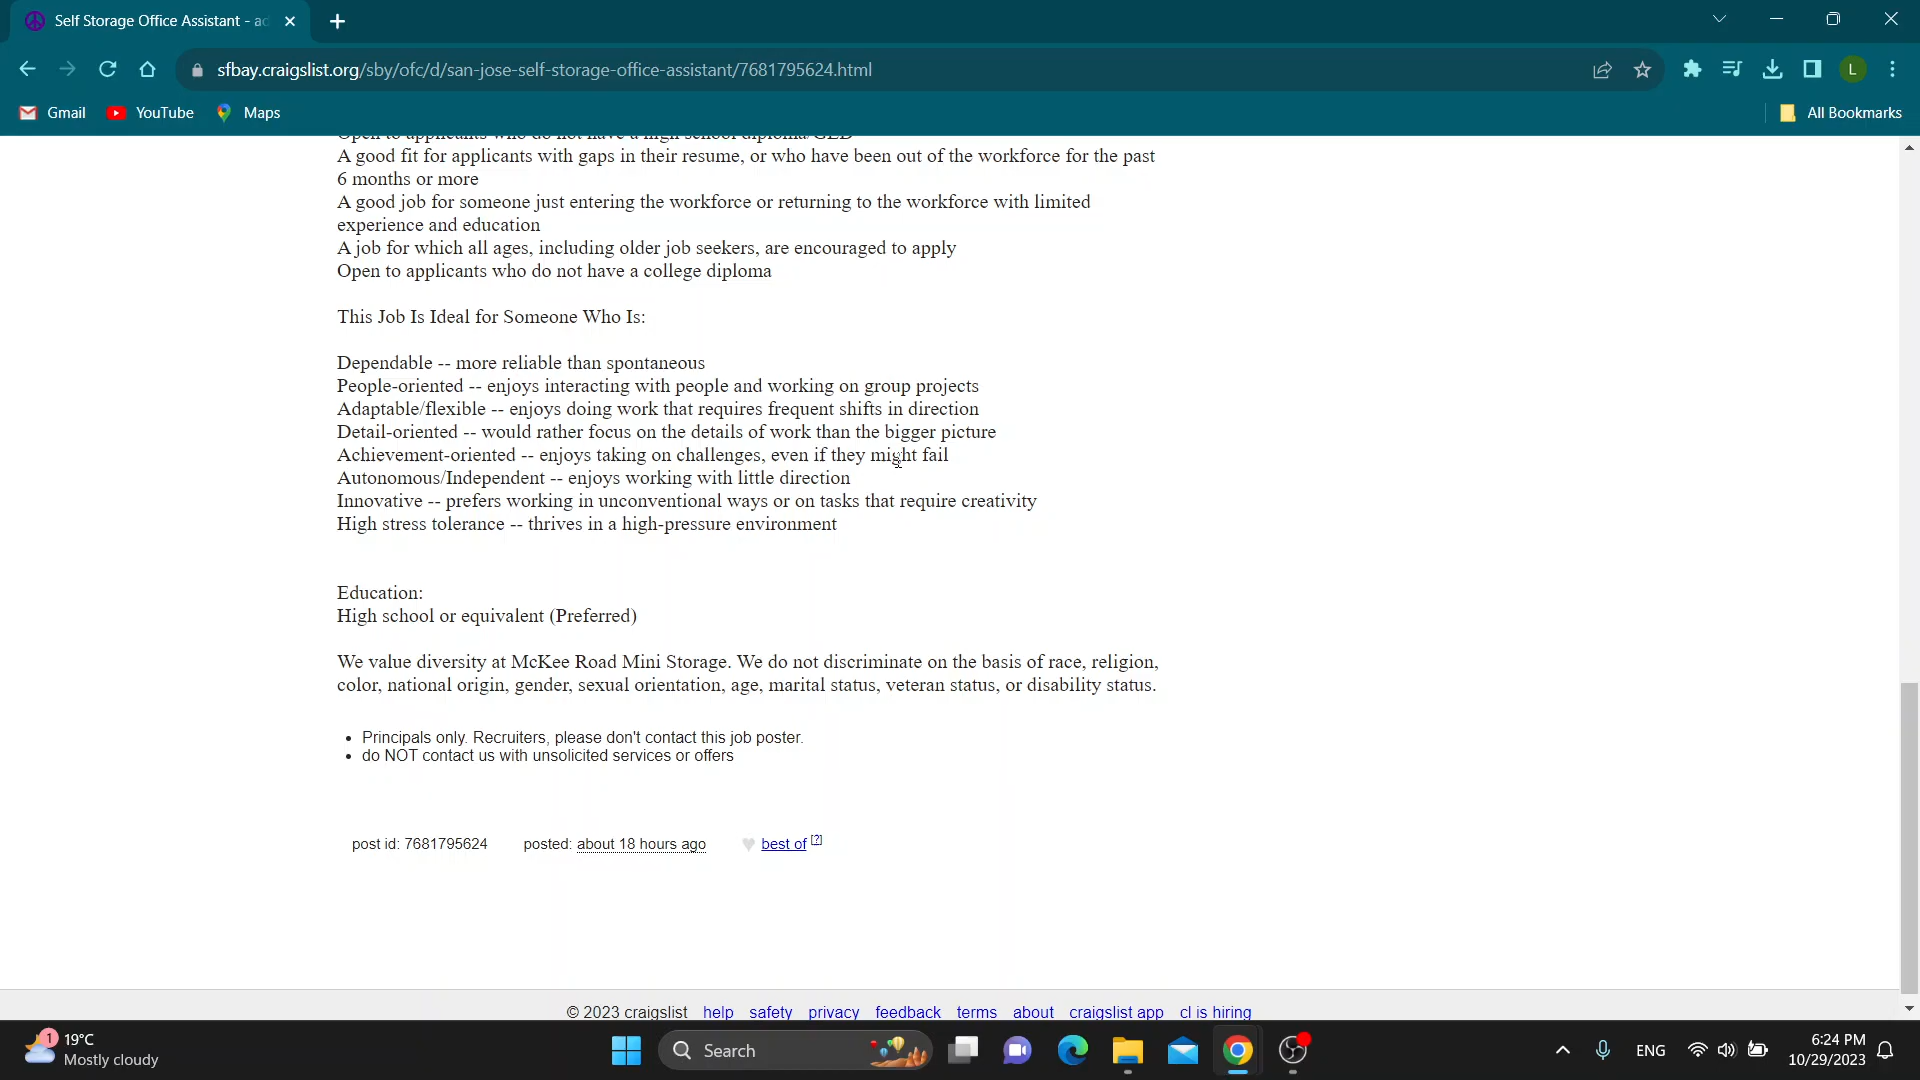 Self Storage Office Assistant - ad
sfbay.craigslist.org/sby/ofc/d/san-jose-self-storage-office-assistant/7681795624.html
L
Gmail
YouTube
Maps
All Bookmarks
Open to applicants who do not have a high school diploma/GED
A good fit for applicants with gaps in their resume, or who have been out of the workforce for the past
6 months or more
A good job for someone just entering the workforce or returning to the workforce with limited
experience and education
A job for which all ages, including older job seekers, are encouraged to apply
Open to applicants who do not have a college diploma
This Job Is Ideal for Someone Who Is:
Dependable -- more reliable than spontaneous
People-oriented -- enjoys interacting with people and working on group projects
Adaptable/flexible -- enjoys doing work that requires frequent shifts in direction
Detail-oriented -- would rather focus on the details of work than the bigger picture
Achievement-oriented -- enjoys taking on challenges, even if they might fail
Autonomous/Independent -- enjoys working with little direction
Innovative -- prefers working in unconventional ways or on tasks that require creativity
High stress tolerance -- thrives in a high-pressure environment
Education:
High school or equivalent (Preferred)
We value diversity at McKee Road Mini Storage. We do not discriminate on the basis of race, religion,
color, national origin, gender, sexual orientation, age, marital status, veteran status, or disability status.
• Principals only. Recruiters, please don't contact this job poster.
• do NOT contact us with unsolicited services or offers
post id: 7681795624 posted: about 18 hours ago best of [?]
© 2023 craigslist help safety privacy feedback terms about craigslist app cl is hiring
1
19°C
Mostly cloudy
Search
ENG
6:24 PM
10/29/2023